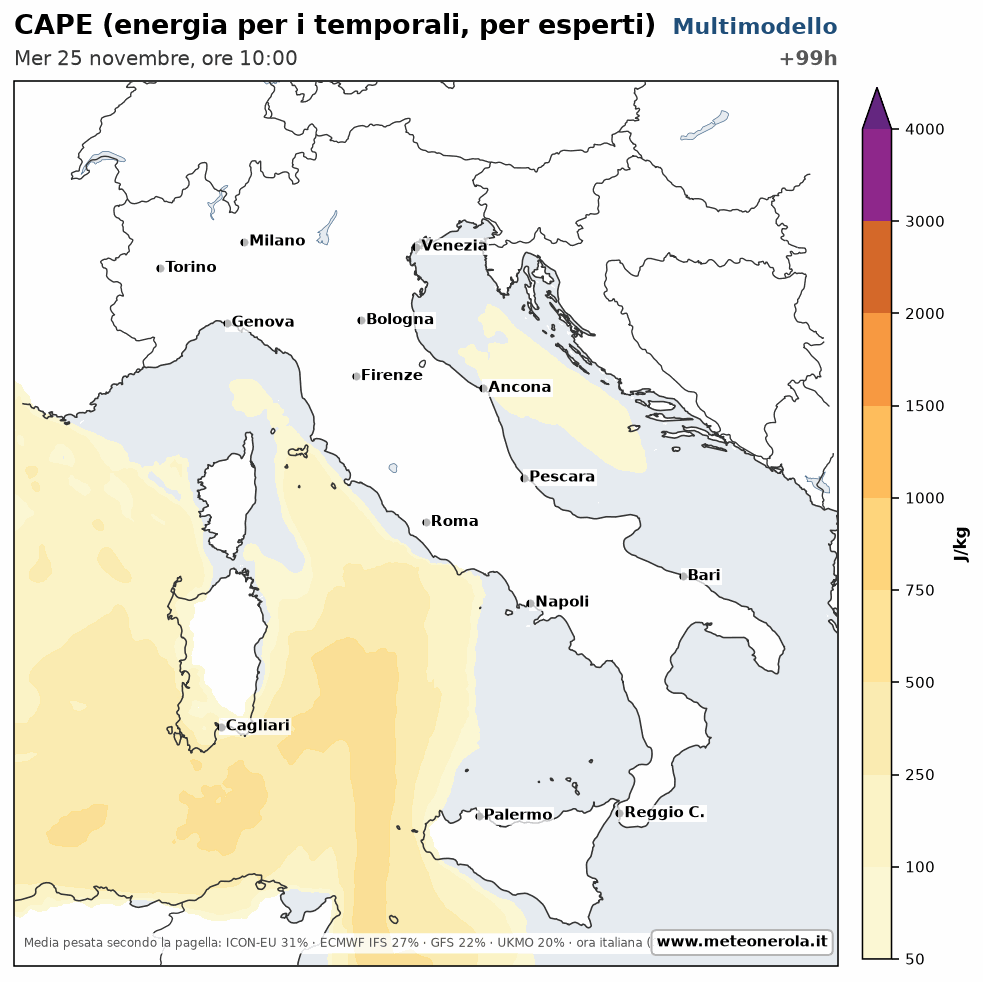 CAPE (energia per i temporali, per esperti) Multimodello
Mer 25 novembre, ore 10:00 +99h
4000
3000
Milano
Venezia
Torino
2000
Genova
Bologna
Firenze
Ancona
1500
Pescara
1000
Roma
J/kg
Bari
750
Napoli
500
Cagliari
250
Palermo
Reggio C.
100
Media pesata secondo la pagella: ICON-EU 31% · ECMWF IFS 27% · GFS 22% · UKMO 20% · ora italiana (
www.meteonerola.it
50